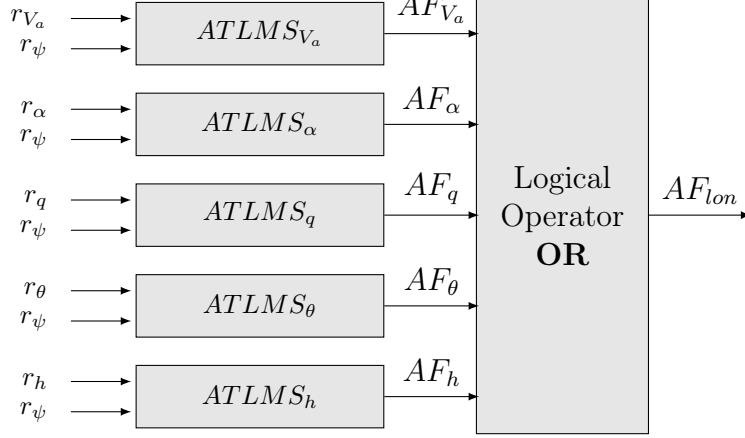 r_{V_a} ATLMS_{V_a} AF_{V_a}
r_ψ
r_α ATLMS_α AF_α
r_ψ
r_q ATLMS_q AF_q
r_ψ
Logical
Operator
OR
AF_{lon}
r_θ ATLMS_θ AF_θ
r_ψ
r_h ATLMS_h AF_h
r_ψ